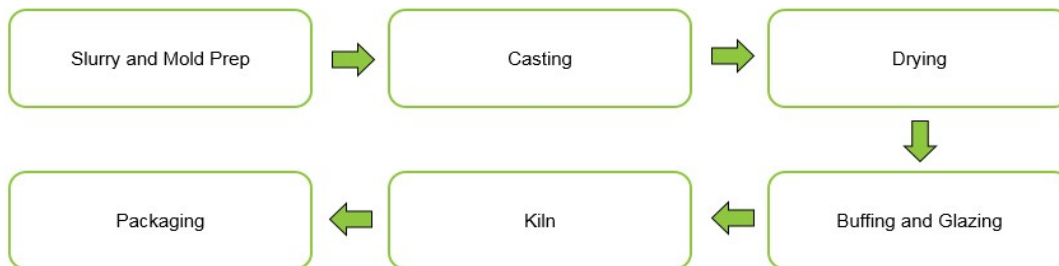 Slurry and Mold Prep
Casting
Drying
Buffing and Glazing
Kiln
Packaging